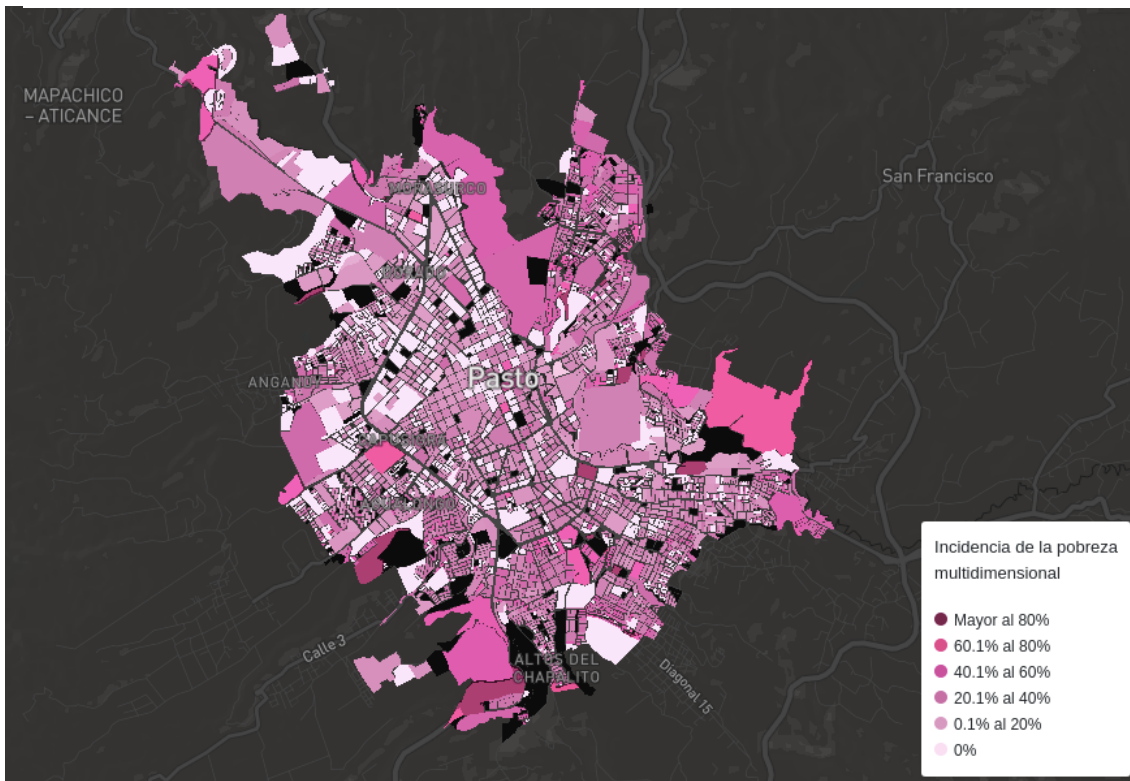 MAPACHICO
– ATICANCE
San Francisco
MORASURCO
Pasto
ANGANOY
Calle 3
ALTOS DEL
CHAPALITO
Diagonal 15
Incidencia de la pobreza
multidimensional
Mayor al 80%
60.1% al 80%
40.1% al 60%
20.1% al 40%
0.1% al 20%
0%